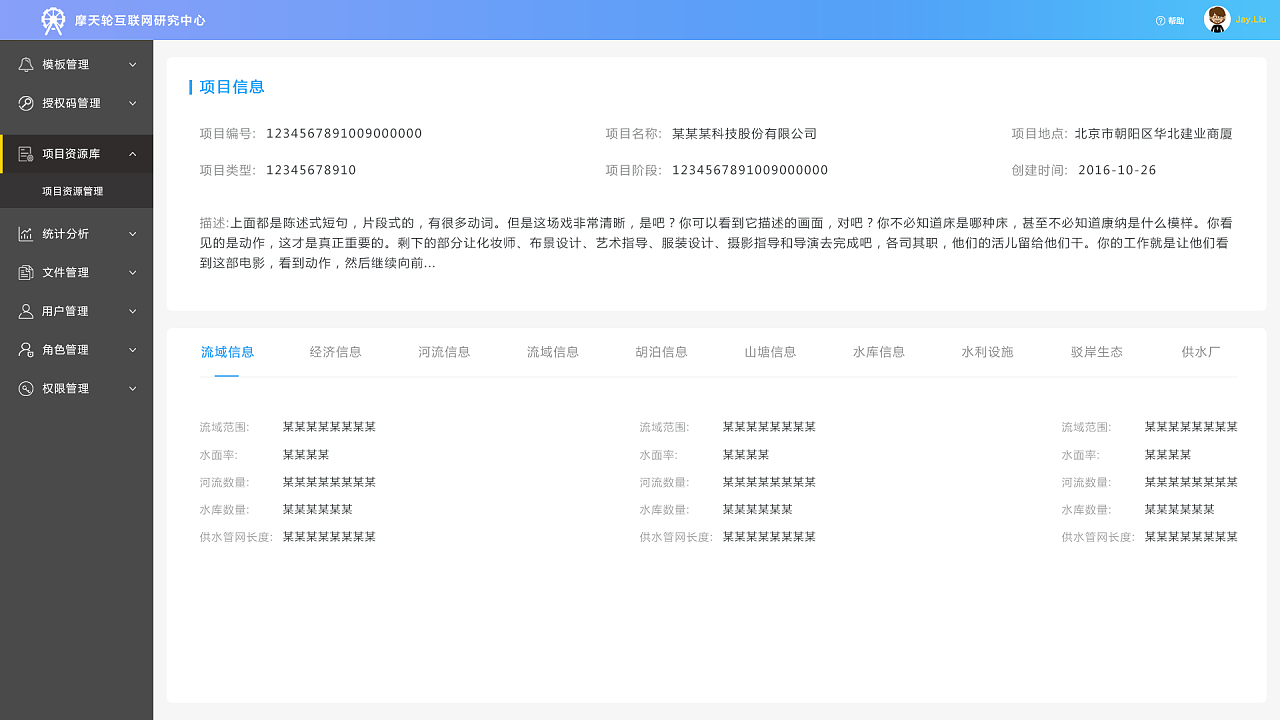 摩天轮互联网研究中心
帮助
Jay.Liu
模板管理
授权码管理
项目资源库
项目资源管理
统计分析
文件管理
用户管理
角色管理
权限管理
项目信息
项目编号: 1234567891009000000
项目名称: 某某某科技股份有限公司
项目地点: 北京市朝阳区华北建业商厦
项目类型: 12345678910
项目阶段: 1234567891009000000
创建时间: 2016-10-26
描述:上面都是陈述式短句，片段式的，有很多动词。但是这场戏非常清晰，是吧？你可以看到它描述的画面，对吧？你不必知道床是哪种床，甚至不必知道康纳是什么模样。你看
见的是动作，这才是真正重要的。剩下的部分让化妆师、布景设计、艺术指导、服装设计、摄影指导和导演去完成吧，各司其职，他们的活儿留给他们干。你的工作就是让他们看
到这部电影，看到动作，然后继续向前...
流域信息 经济信息 河流信息 流域信息 胡泊信息 山塘信息 水库信息 水利设施 驳岸生态 供水厂
流域范围: 某某某某某某某某
水面率: 某某某某
河流数量: 某某某某某某某某
水库数量: 某某某某某某
供水管网长度: 某某某某某某某某
流域范围: 某某某某某某某某
水面率: 某某某某
河流数量: 某某某某某某某某
水库数量: 某某某某某某
供水管网长度: 某某某某某某某某
流域范围: 某某某某某某某某
水面率: 某某某某
河流数量: 某某某某某某某某
水库数量: 某某某某某某
供水管网长度: 某某某某某某某某